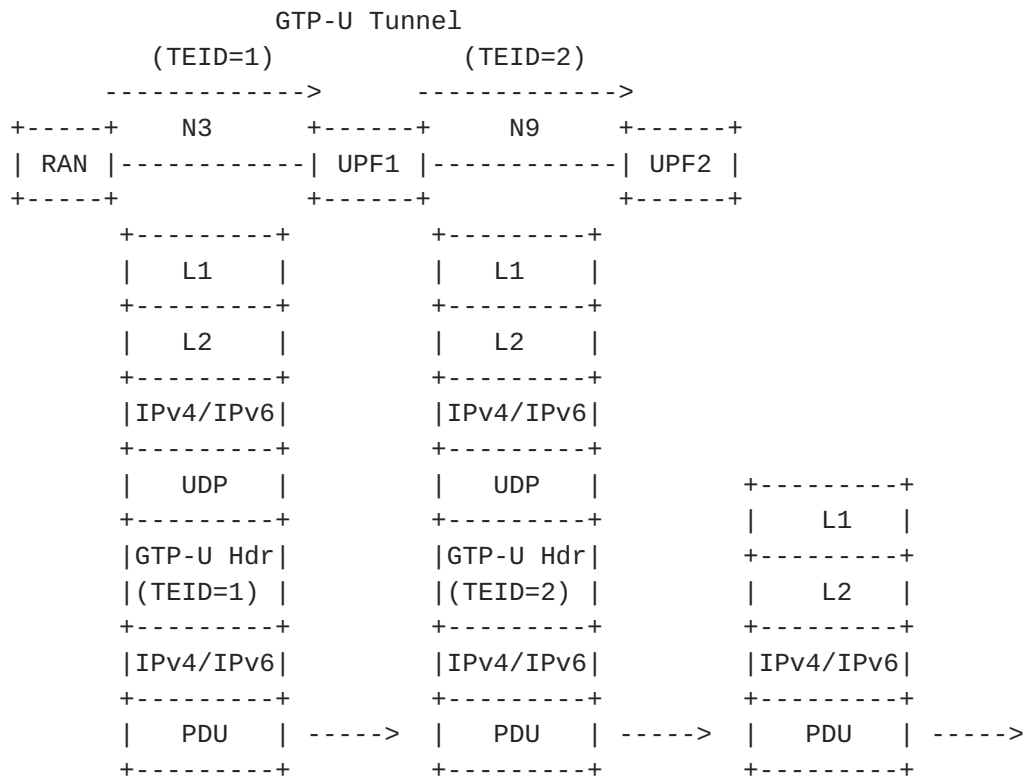 GTP-U Tunnel
         (TEID=1)            (TEID=2)
      ------------->      ------------->
+-----+    N3      +------+     N9     +------+
| RAN |------------| UPF1 |------------| UPF2 |
+-----+            +------+            +------+
       +---------+         +---------+
       |   L1    |         |   L1    |
       +---------+         +---------+
       |   L2    |         |   L2    |
       +---------+         +---------+
       |IPv4/IPv6|         |IPv4/IPv6|
       +---------+         +---------+
       |   UDP   |         |   UDP   |         +---------+
       +---------+         +---------+         |    L1   |
       |GTP-U Hdr|         |GTP-U Hdr|         +---------+
       |(TEID=1) |         |(TEID=2) |         |    L2   |
       +---------+         +---------+         +---------+
       |IPv4/IPv6|         |IPv4/IPv6|         |IPv4/IPv6|
       +---------+         +---------+         +---------+
       |   PDU   | ----->  |   PDU   | ----->  |   PDU   | ----->
       +---------+         +---------+         +---------+